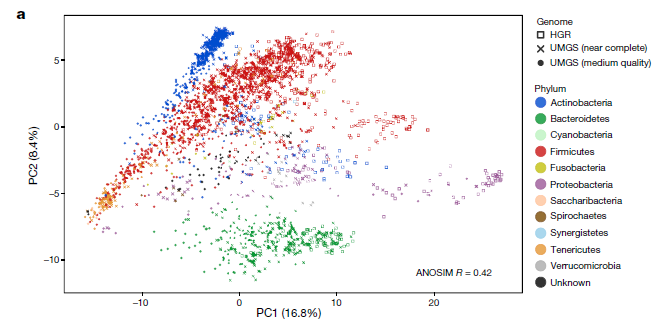 a
Genome
HGR
UMGS (near complete)
UMGS (medium quality)
Phylum
Actinobacteria
Bacteroidetes
Cyanobacteria
Firmicutes
Fusobacteria
Proteobacteria
Saccharibacteria
Spirochaetes
Synergistetes
Tenericutes
Verrucomicrobia
Unknown
PC2 (8.4%)
5
0
−5
−10
ANOSIM R = 0.42
−10
0
10
20
PC1 (16.8%)